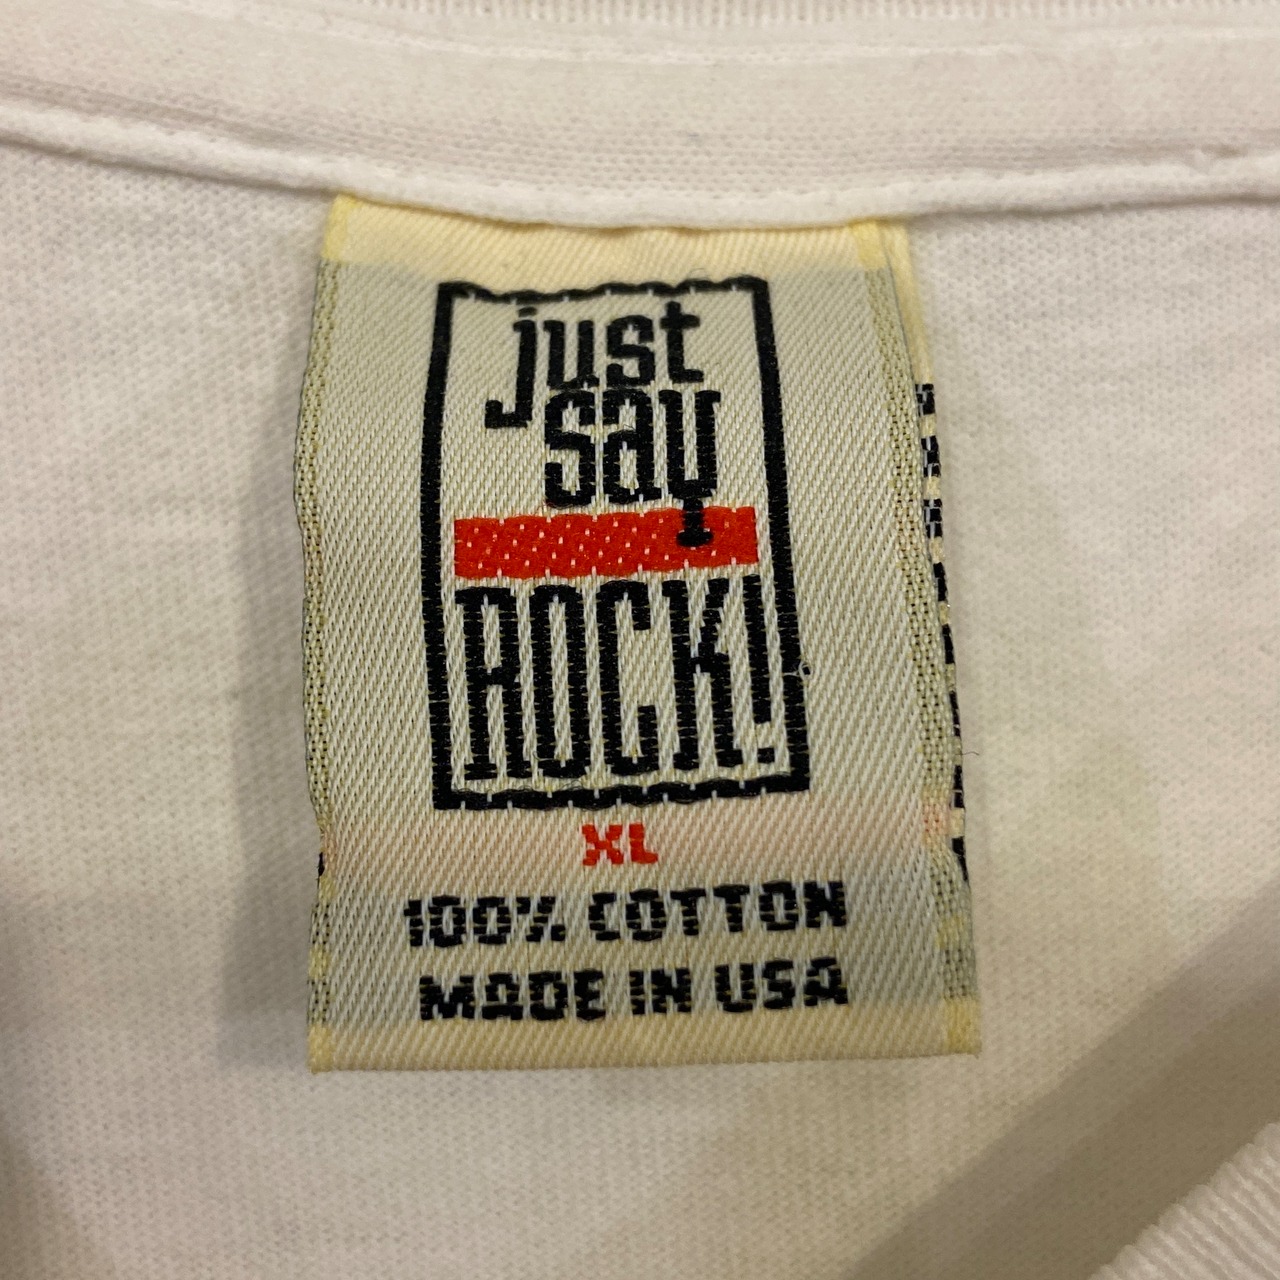 just
say
ROCK!
XL
100% COTTON
MADE IN USA